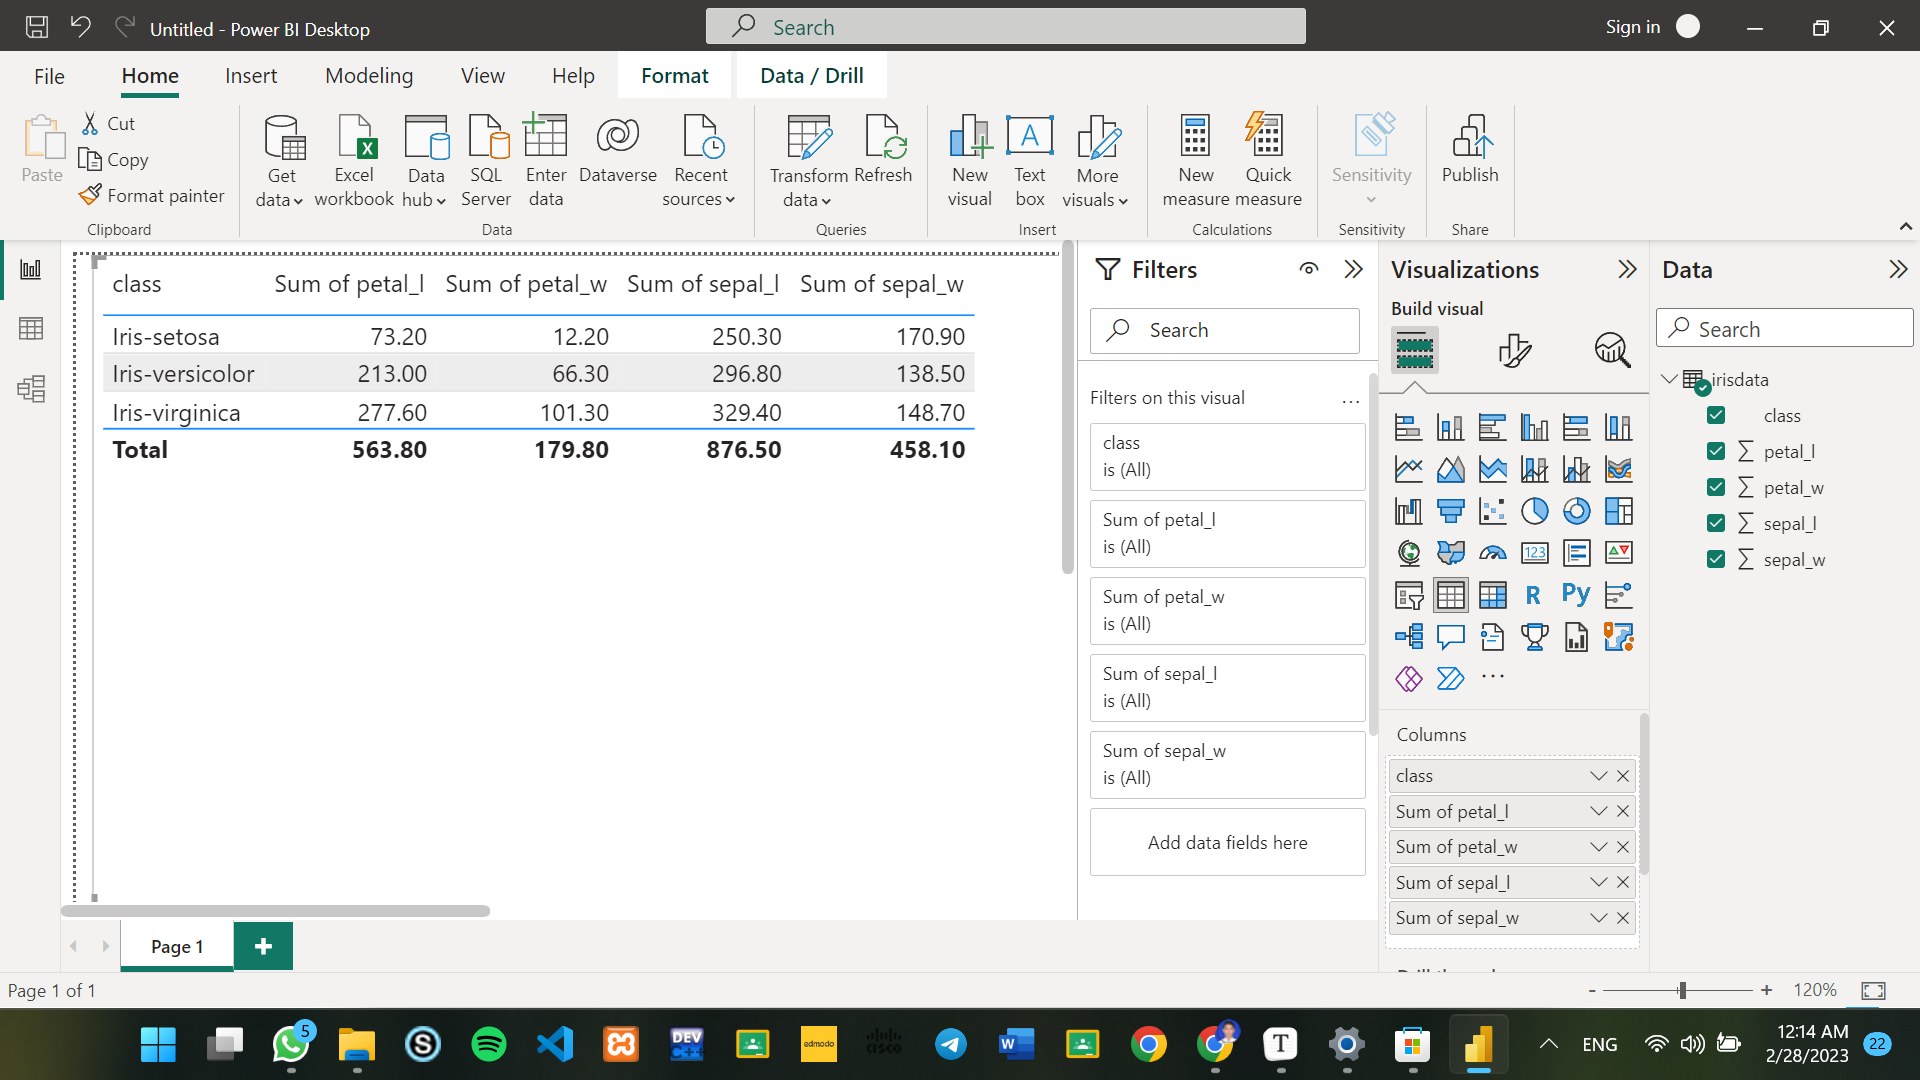 Untitled - Power BI Desktop
Search
Sign in
File Home Insert Modeling View Help Format Data / Drill
Paste
Cut
Copy
Format painter
Clipboard
Get data
Excel workbook
Data hub
SQL Server
Enter data
Dataverse
Recent sources
Data
Transform data
Refresh
Queries
New visual
Text box
More visuals
Insert
New measure
Quick measure
Calculations
Sensitivity
Sensitivity
Publish
Share
class Sum of petal_l Sum of petal_w Sum of sepal_l Sum of sepal_w
Iris-setosa 73.20 12.20 250.30 170.90
Iris-versicolor 213.00 66.30 296.80 138.50
Iris-virginica 277.60 101.30 329.40 148.70
Total 563.80 179.80 876.50 458.10
Filters
Search
Filters on this visual
class
is (All)
Sum of petal_l
is (All)
Sum of petal_w
is (All)
Sum of sepal_l
is (All)
Sum of sepal_w
is (All)
Add data fields here
Visualizations
Build visual
123
R Py
Columns
class
Sum of petal_l
Sum of petal_w
Sum of sepal_l
Sum of sepal_w
Data
Search
irisdata
class
petal_l
petal_w
sepal_l
sepal_w
Page 1
Page 1 of 1
- + 120%
5
DEV C++
edmodo
cisco
W
T
ENG
12:14 AM
2/28/2023
22